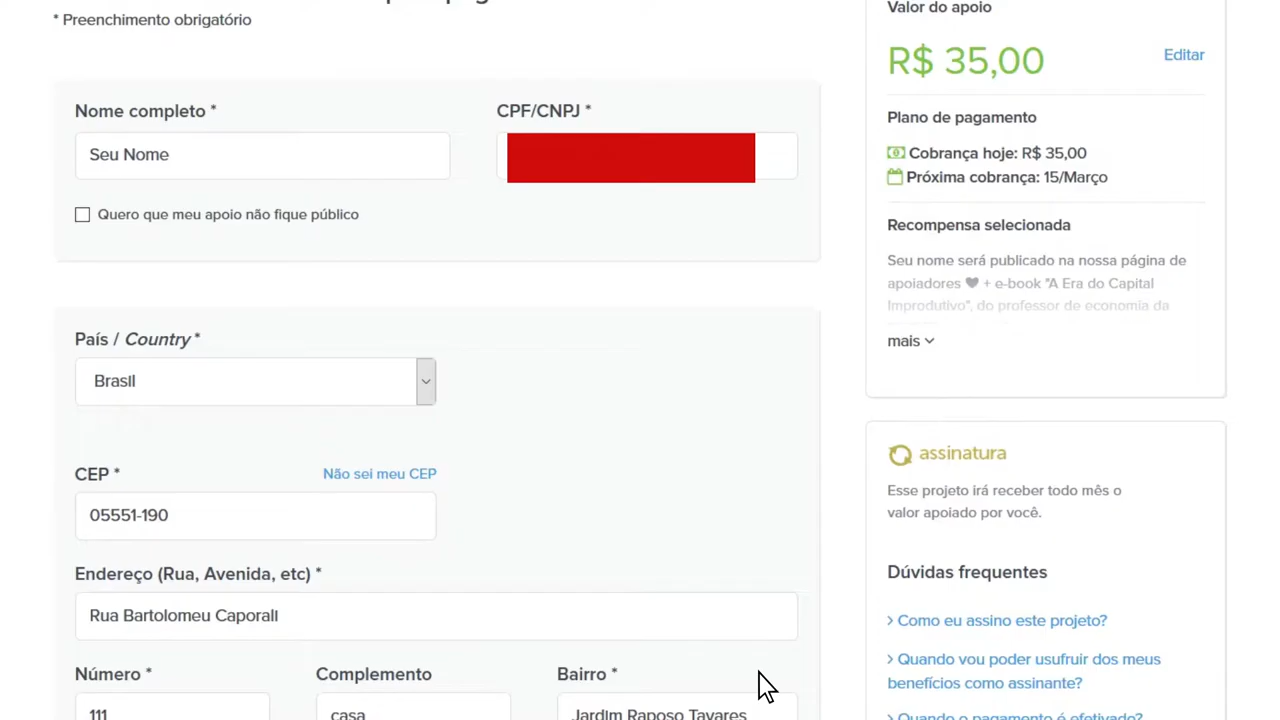 * Preenchimento obrigatório
Nome completo *
Seu Nome
CPF/CNPJ *
Quero que meu apoio não fique público
País / Country *
Brasil
CEP *
Não sei meu CEP
05551-190
Endereço (Rua, Avenida, etc) *
Rua Bartolomeu Caporali
Número *
Complemento
Bairro *
111
casa
Jardim Raposo Tavares
Valor do apoio
R$ 35,00
Editar
Plano de pagamento
Cobrança hoje: R$ 35,00
Próxima cobrança: 15/Março
Recompensa selecionada
Seu nome será publicado na nossa página de
apoiadores ♥ + e-book "A Era do Capital
Improdutivo", do professor de economia da
mais
assinatura
Esse projeto irá receber todo mês o
valor apoiado por você.
Dúvidas frequentes
> Como eu assino este projeto?
> Quando vou poder usufruir dos meus
benefícios como assinante?
> Quando o pagamento é efetivado?